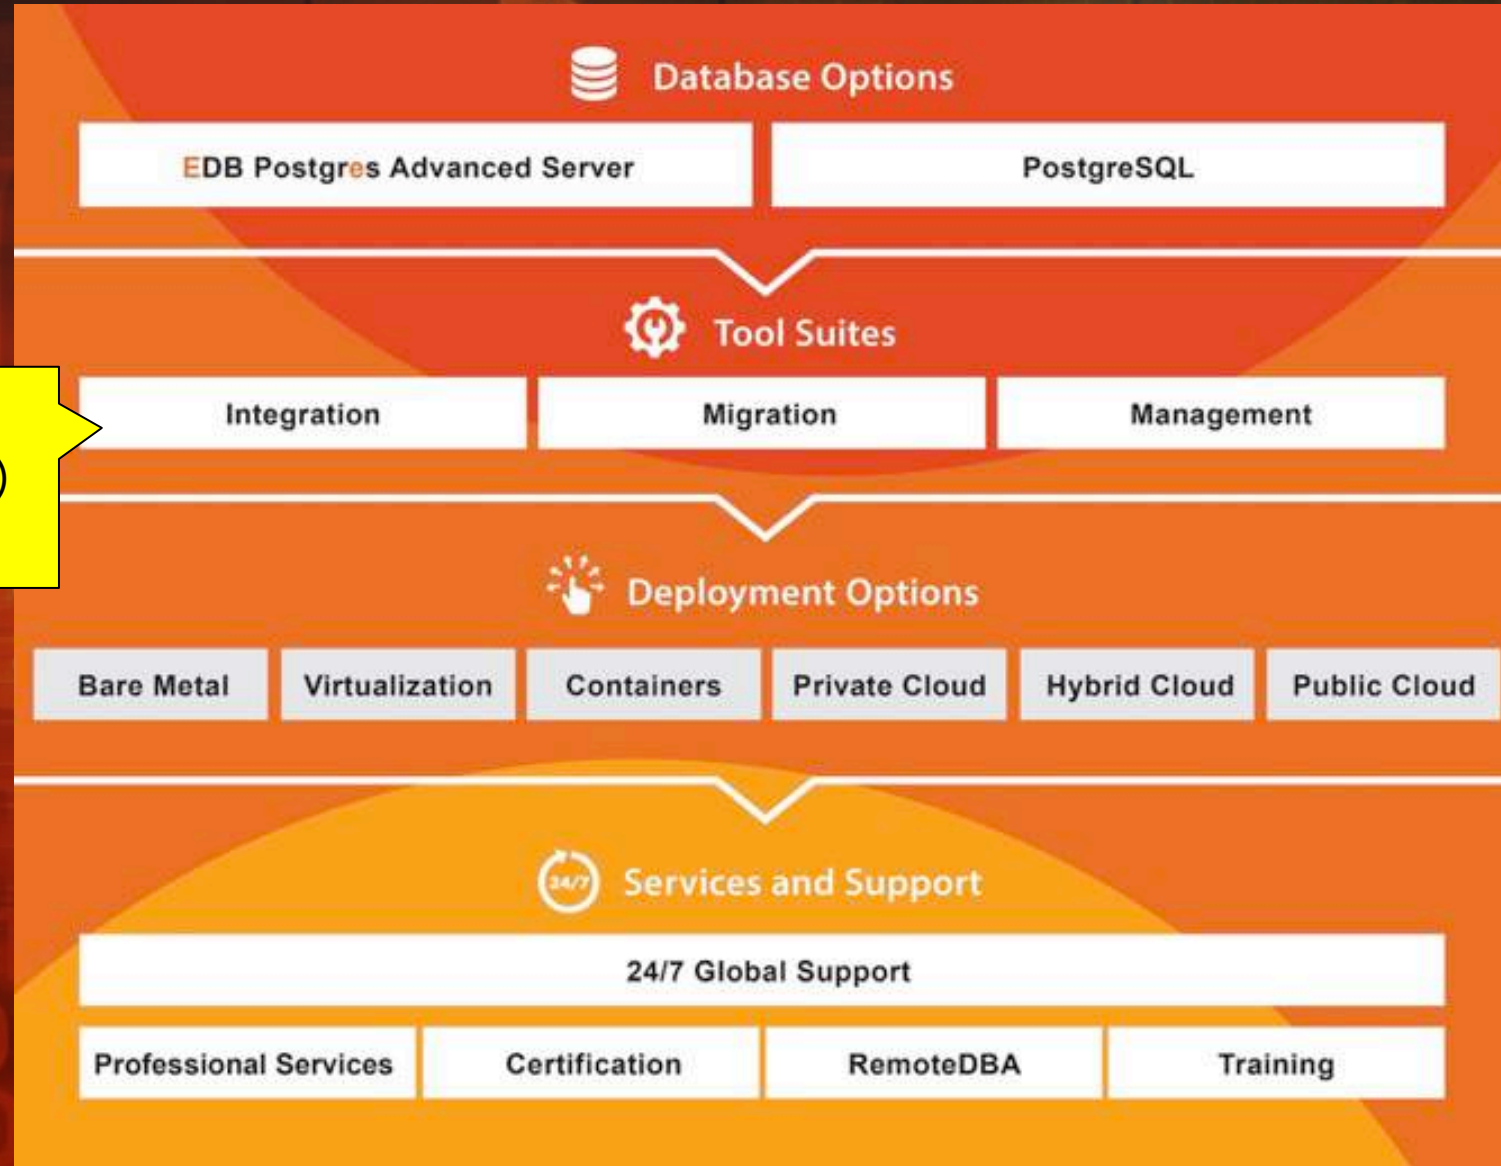 Database Options
EDB Postgres Advanced Server
PostgreSQL
Tool Suites
Integration
Migration
Management
)
Deployment Options
Bare Metal
Virtualization
Containers
Private Cloud
Hybrid Cloud
Public Cloud
24/7
Services and Support
24/7 Global Support
Professional Services
Certification
RemoteDBA
Training